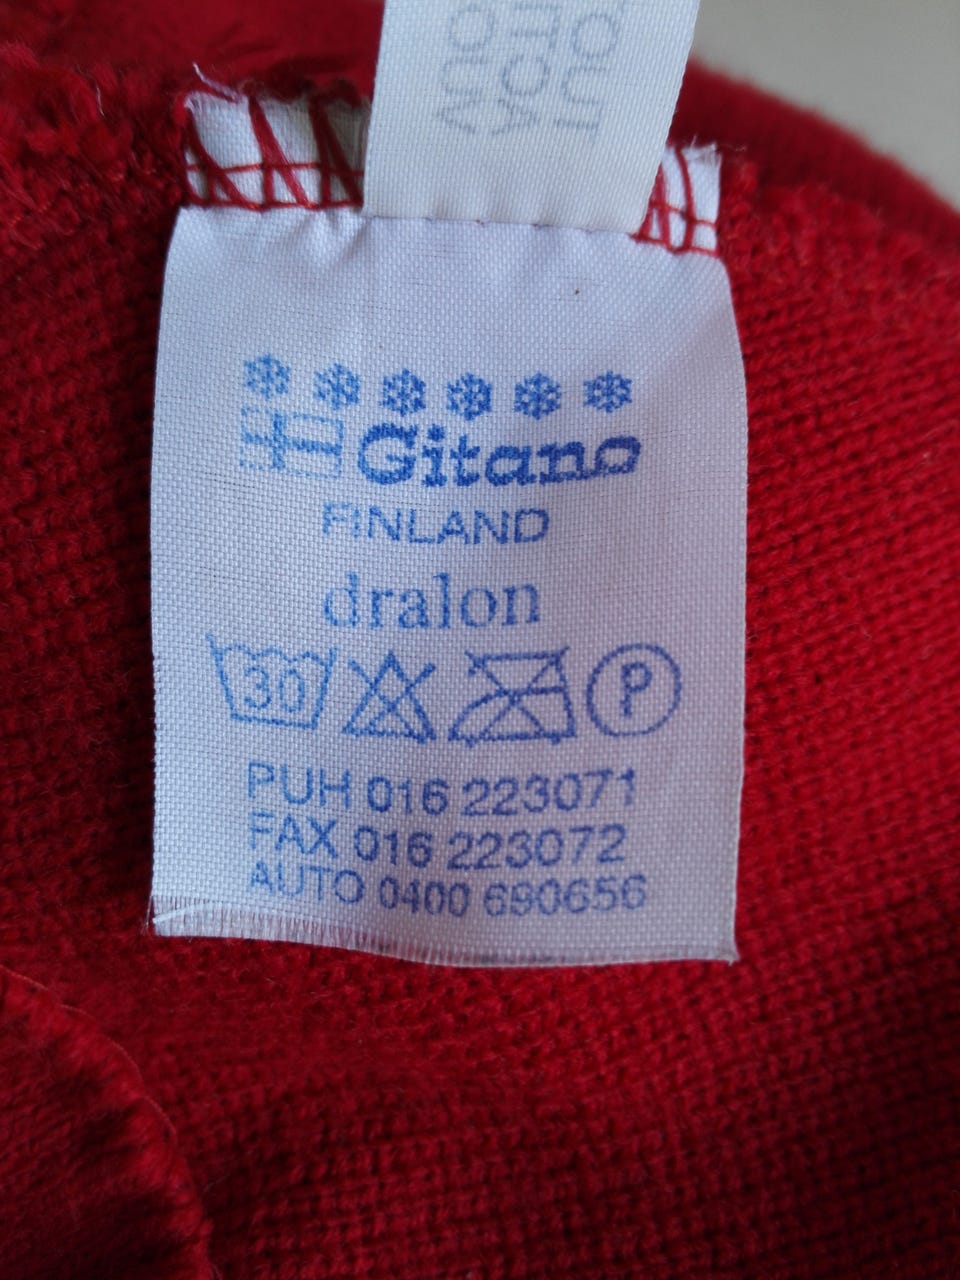 Gitano
FINLAND
dralon
30 P
PUH 016 223071
FAX 016 223072
AUTO 0400 690656